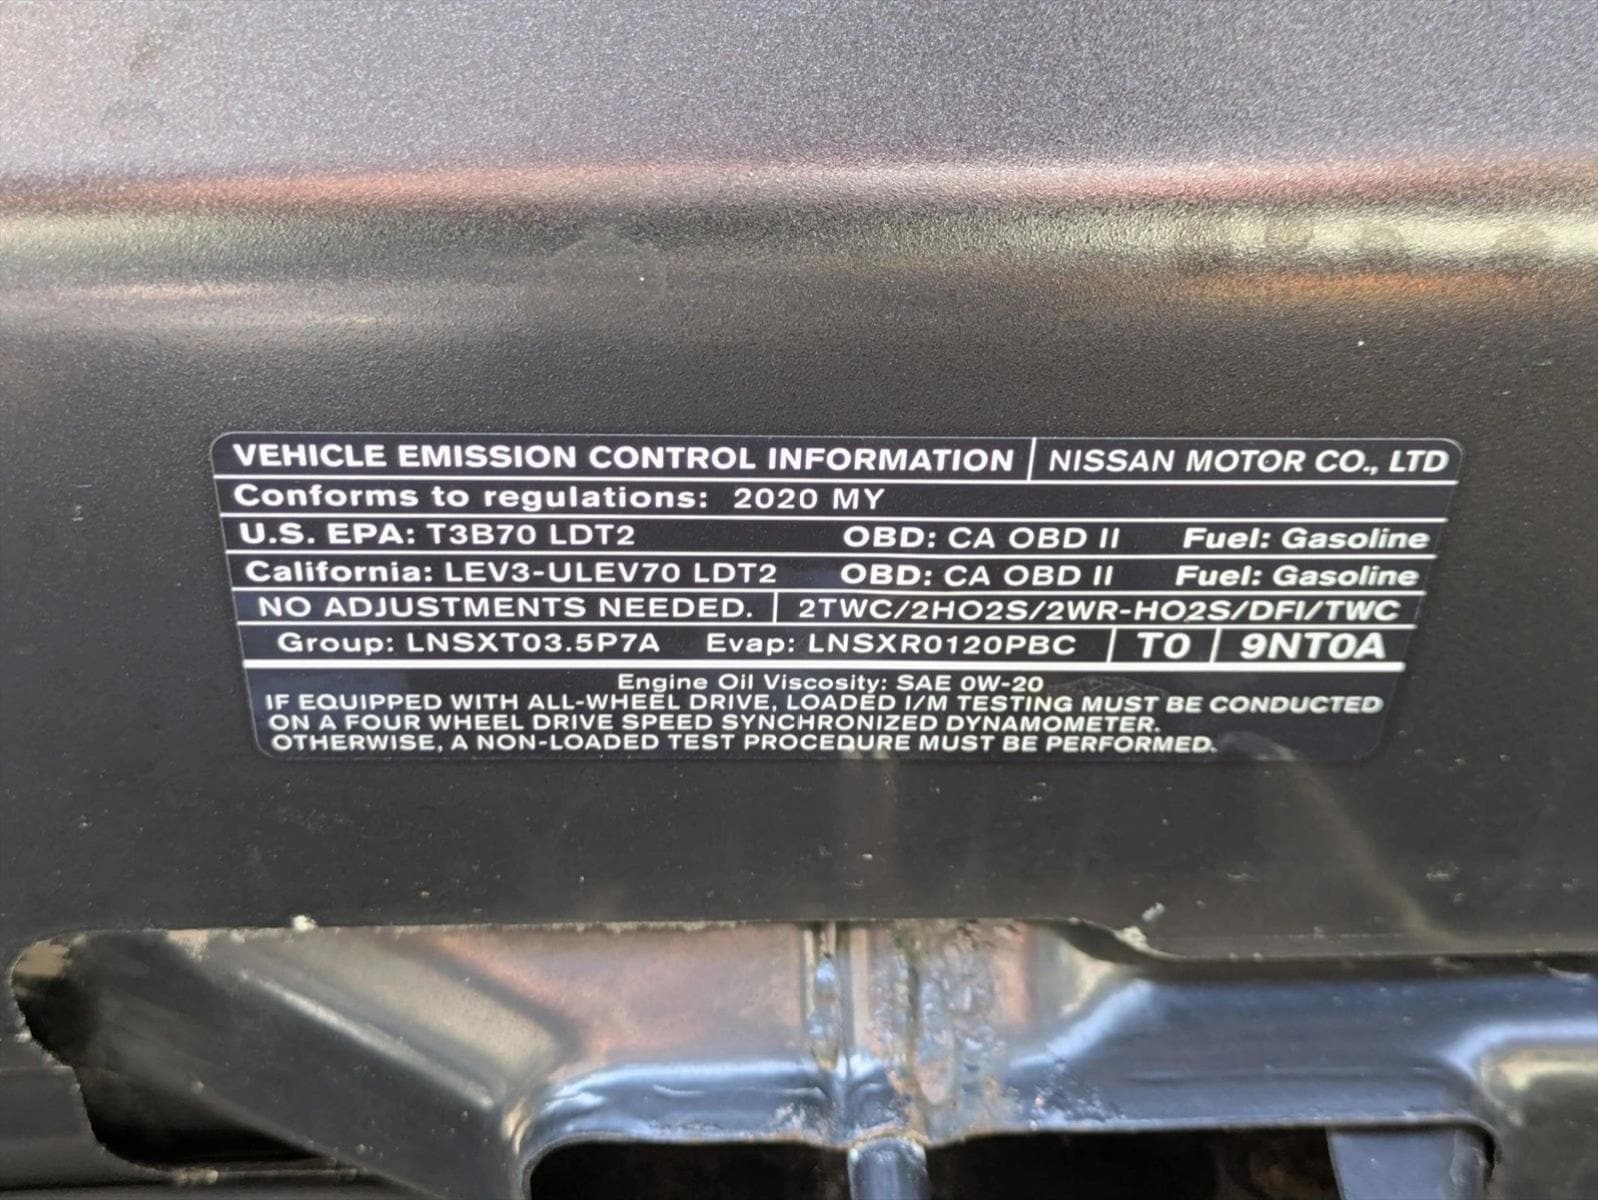 VEHICLE EMISSION CONTROL INFORMATION NISSAN MOTOR CO., LTD
Conforms to regulations: 2020 MY
U.S. EPA: T3B70 LDT2 OBD: CA OBD II Fuel: Gasoline
California: LEV3-ULEV70 LDT2 OBD: CA OBD II Fuel: Gasoline
NO ADJUSTMENTS NEEDED. 2TWC/2HO2S/2WR-HO2S/DFI/TWC
Group: LNSXT03.5P7A Evap: LNSXR0120PBC T0 9NT0A
Engine Oil Viscosity: SAE 0W-20
IF EQUIPPED WITH ALL-WHEEL DRIVE, LOADED I/M TESTING MUST BE CONDUCTED
ON A FOUR WHEEL DRIVE SPEED SYNCHRONIZED DYNAMOMETER.
OTHERWISE, A NON-LOADED TEST PROCEDURE MUST BE PERFORMED.